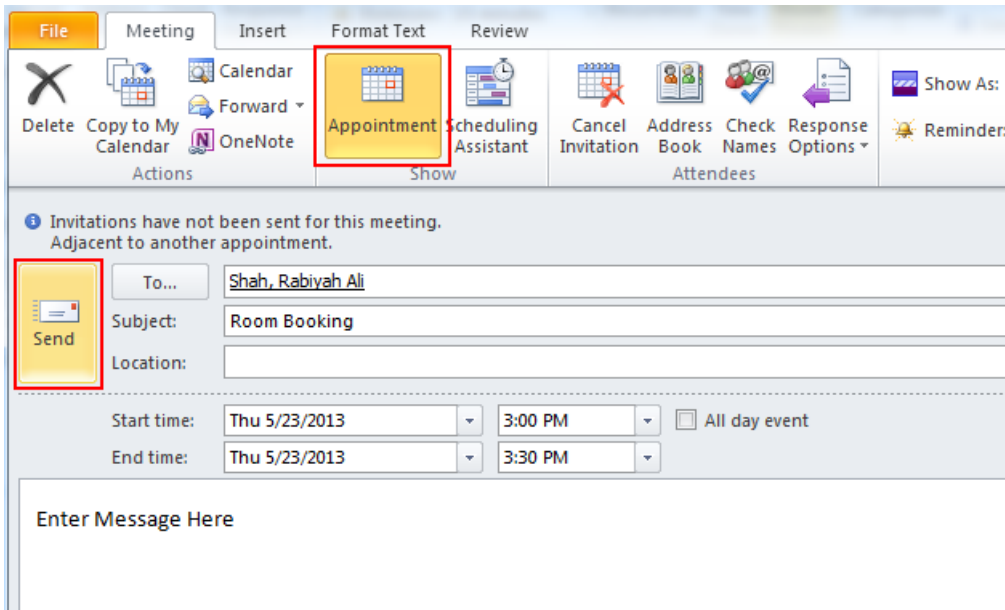 File Meeting Insert Format Text Review
Delete
Copy to My
Calendar
Calendar
Forward
OneNote
Actions
Appointment
Scheduling
Assistant
Show
Cancel
Invitation
Address
Book
Check
Names
Response
Options
Attendees
Show As:
Reminder:
Invitations have not been sent for this meeting.
Adjacent to another appointment.
Send
To... Shah, Rabiyah Ali
Subject: Room Booking
Location:
Start time: Thu 5/23/2013 3:00 PM All day event
End time: Thu 5/23/2013 3:30 PM
Enter Message Here